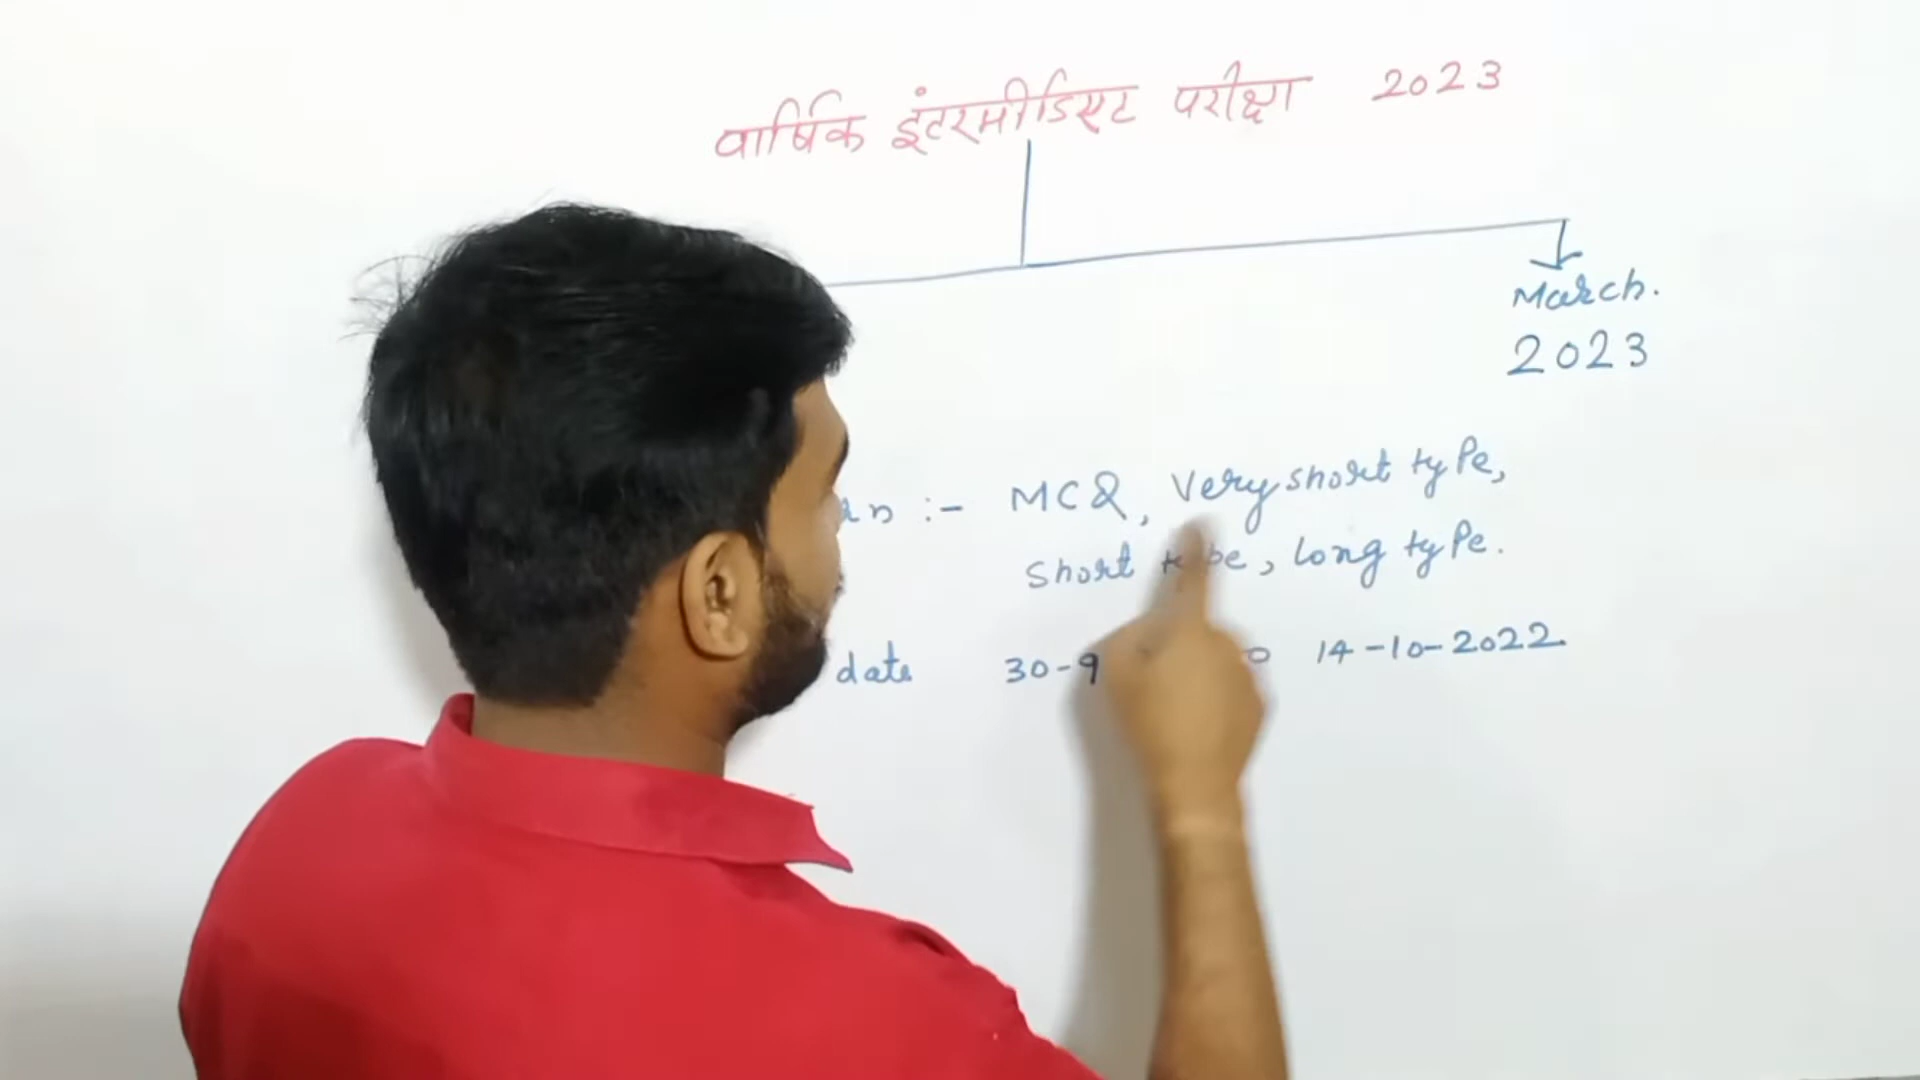 वार्षिक इंटरमीडिएट परीक्षा 2023
March.
2023
:- MCQ, Very short type,
Short type, long type.
date 30-9 14-10-2022